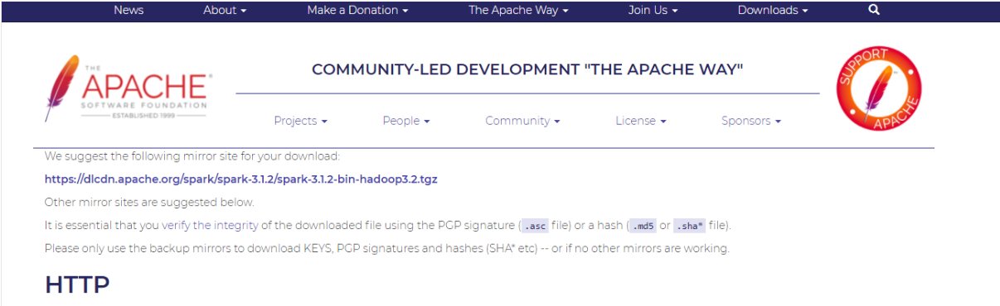 News About Make a Donation The Apache Way Join Us Downloads
THE
APACHE®
SOFTWARE FOUNDATION
ESTABLISHED 1999
COMMUNITY-LED DEVELOPMENT "THE APACHE WAY"
SUPPORT
APACHE
Projects People Community License Sponsors
We suggest the following mirror site for your download:
https://dlcdn.apache.org/spark/spark-3.1.2/spark-3.1.2-bin-hadoop3.2.tgz
Other mirror sites are suggested below.
It is essential that you verify the integrity of the downloaded file using the PGP signature (.asc file) or a hash (.md5 or .sha* file).
Please only use the backup mirrors to download KEYS, PGP signatures and hashes (SHA* etc) -- or if no other mirrors are working.
HTTP